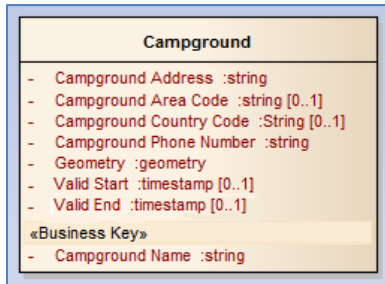 Campground
- Campground Address :string
- Campground Area Code :string [0..1]
- Campground Country Code :String [0..1]
- Campground Phone Number :string
- Geometry :geometry
- Valid Start :timestamp [0..1]
- Valid End :timestamp [0..1]
«Business Key»
- Campground Name :string